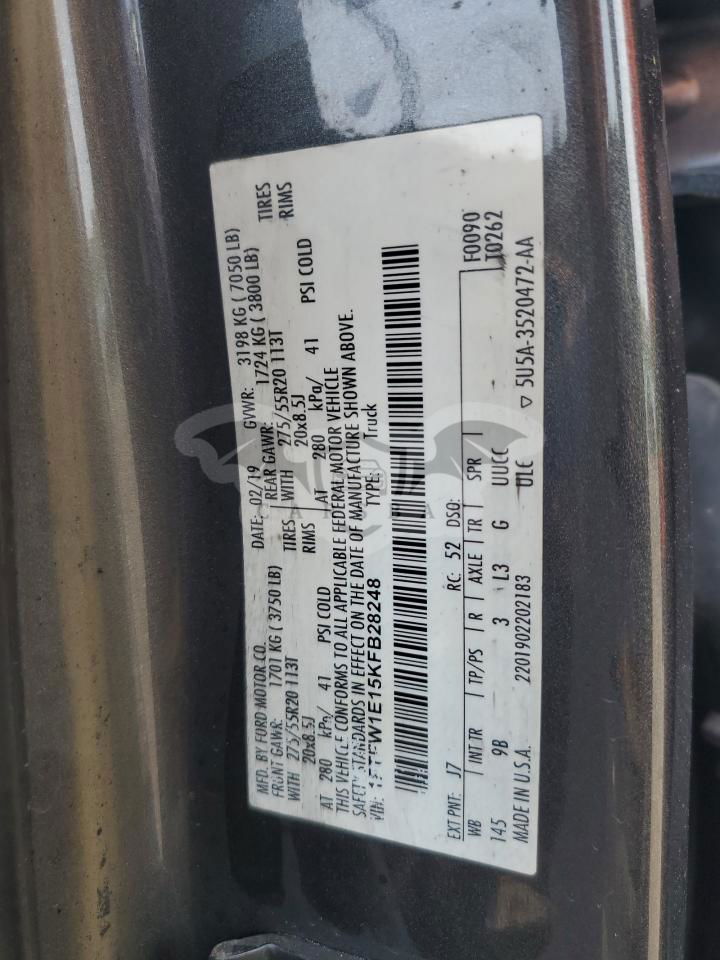 MFD. BY FORD MOTOR CO. DATE: 02/19 GVWR: 3198 KG ( 7050 LB)
FRONT GAWR: 1701 KG ( 3750 LB) REAR GAWR: 1724 KG ( 3800 LB)
WITH 275/55R20 113T TIRES WITH 275/55R20 113T TIRES
20x8.5J RIMS 20x8.5J RIMS
AT 280 kPa/ 41 PSI COLD AT 280 kPa/ 41 PSI COLD
THIS VEHICLE CONFORMS TO ALL APPLICABLE FEDERAL MOTOR VEHICLE
SAFETY STANDARDS IN EFFECT ON THE DATE OF MANUFACTURE SHOWN ABOVE.
VIN: 1FTEW1E15KFB28248 TYPE: Truck
F0090
T0262
EXT PNT: J7 RC: 52 DSO:
WB INT TR TP/PS R AXLE TR SPR
145 9B 3 L3 G UUCC
MADE IN U.S.A. 2201902202183 ULC ▽ 5U5A-3520472-AA